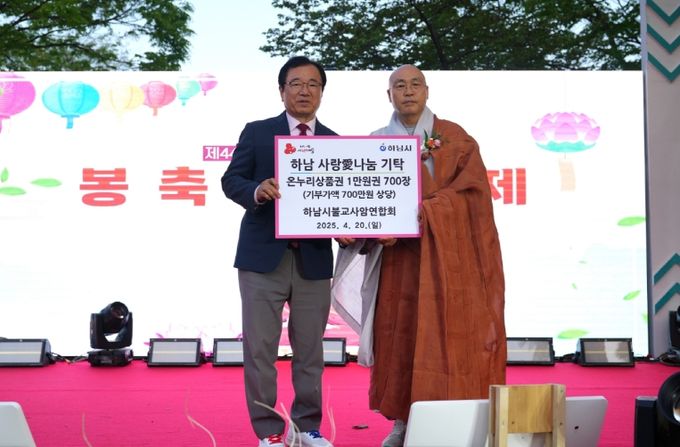 제4
봉 축 제
하남시
하남 사랑愛나눔 기탁
온누리상품권 1만원권 700장
(기부가액 700만원 상당)
하남시불교사암연합회
2025. 4. 20.(일)